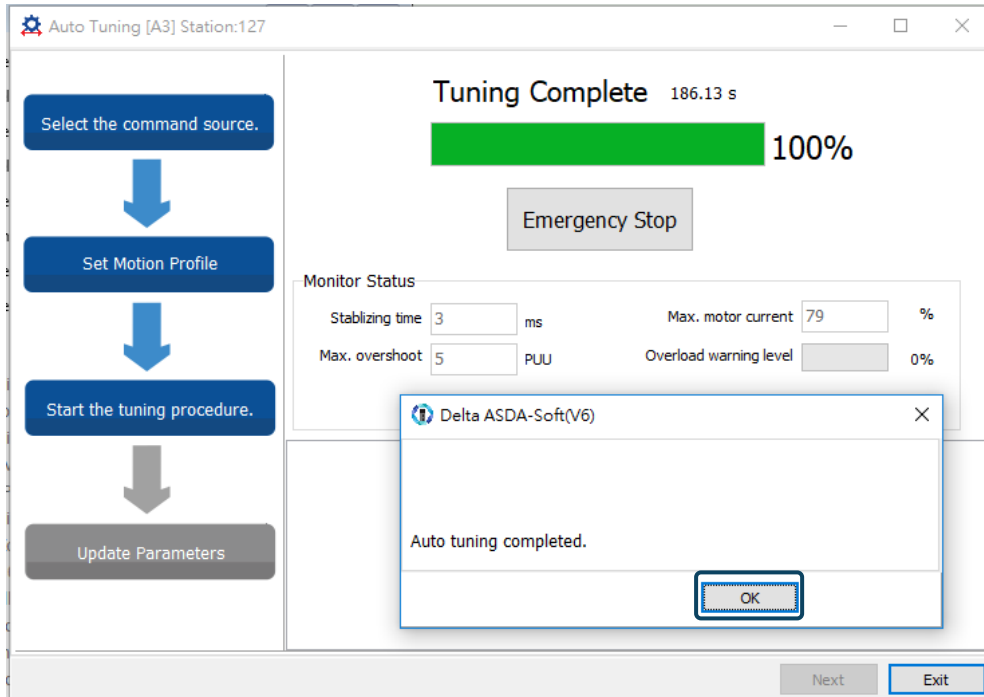 Auto Tuning [A3] Station:127
Select the command source.
Set Motion Profile
Start the tuning procedure.
Update Parameters
Tuning Complete 186.13 s
100%
Emergency Stop
Monitor Status
Stablizing time 3 ms
Max. motor current 79 %
Max. overshoot 5 PUU
Overload warning level 0%
Delta ASDA-Soft(V6)
Auto tuning completed.
OK
Next Exit